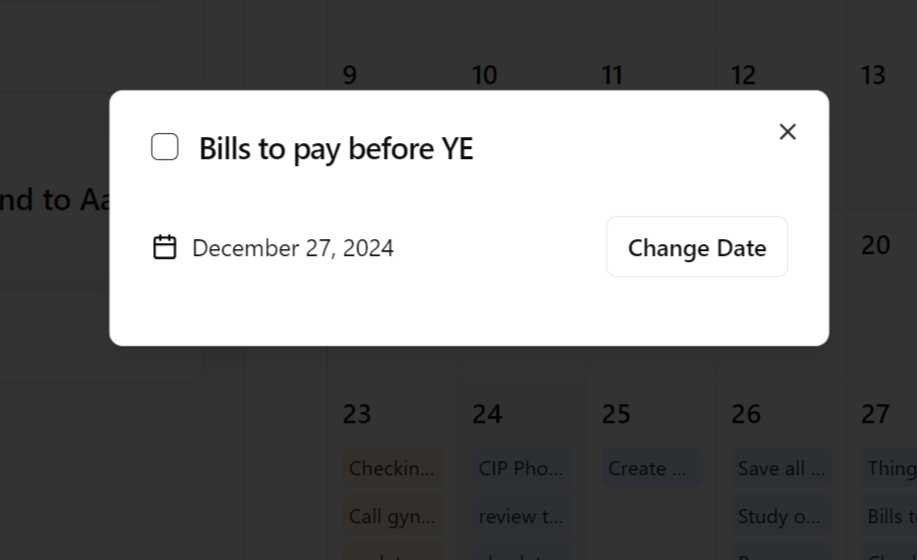 9 10 11 12 13
Bills to pay before YE
nd to Aa
December 27, 2024
Change Date
20
23 24 25 26 27
Checkin... CIP Pho... Create ... Save all ... Thing
Call gyn... review t... Study o... Bills t